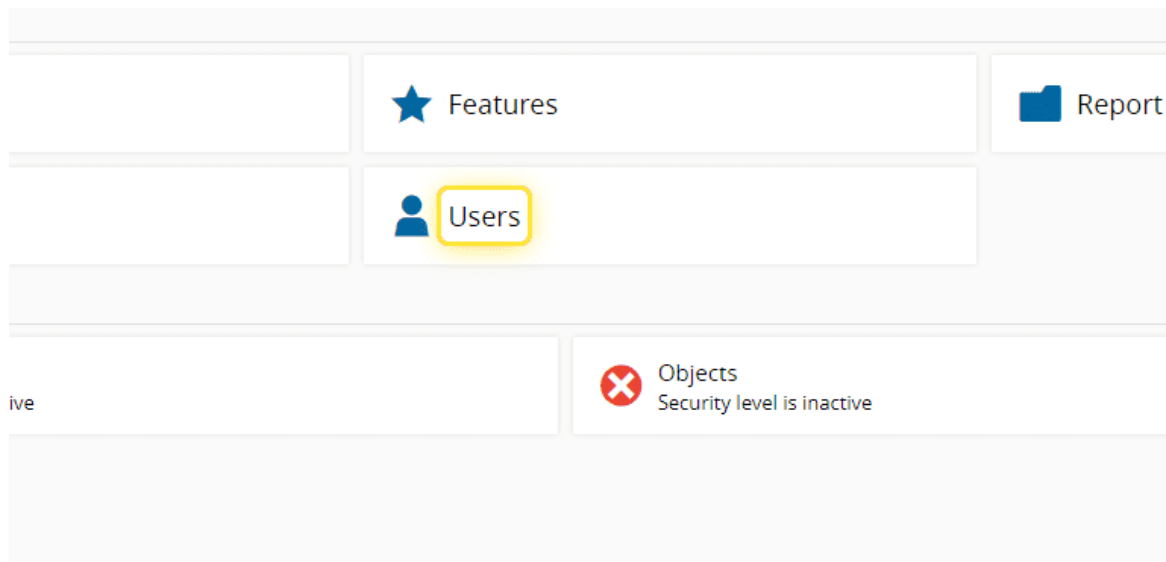 Features
Report
Users
ive
Objects
Security level is inactive